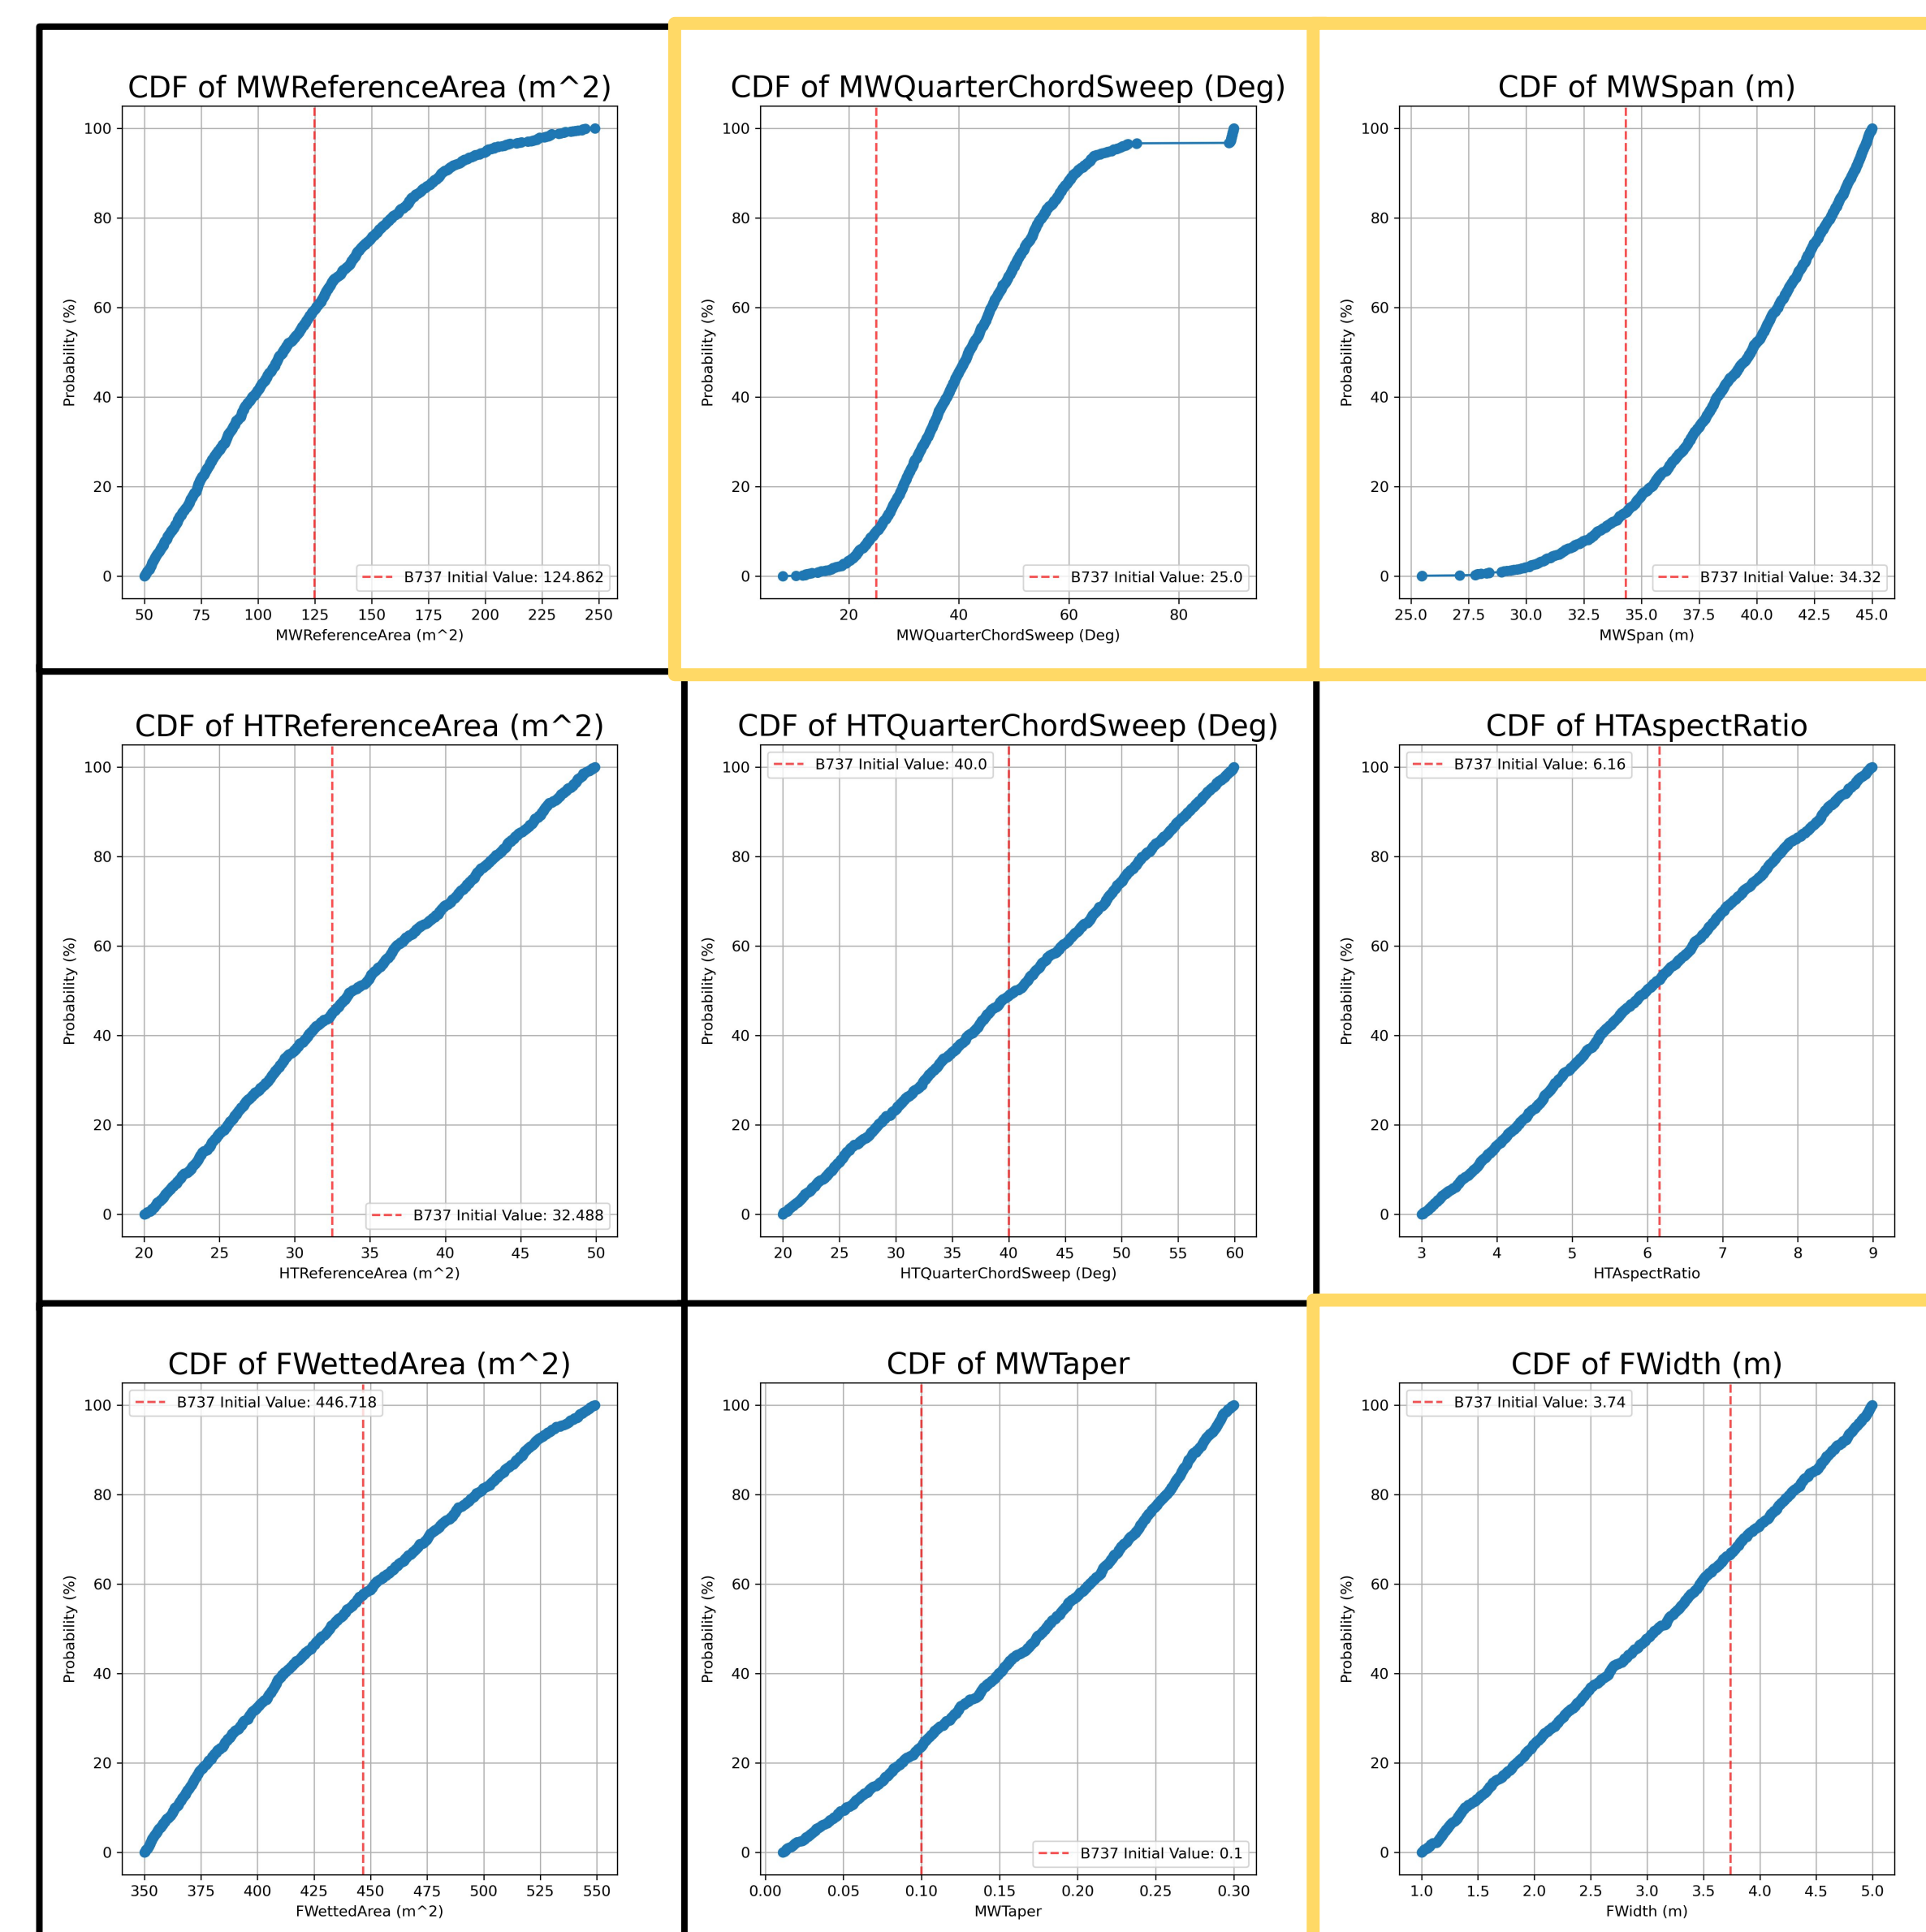 CDF of MWReferenceArea (m^2)
100
80
60
40
20
0
Probability (%)
B737 Initial Value: 124.862
50 75 100 125 150 175 200 225 250
MWReferenceArea (m^2)
CDF of MWQuarterChordSweep (Deg)
100
80
60
40
20
0
Probability (%)
B737 Initial Value: 25.0
20 40 60 80
MWQuarterChordSweep (Deg)
CDF of MWSpan (m)
100
80
60
40
20
0
Probability (%)
B737 Initial Value: 34.32
25.0 27.5 30.0 32.5 35.0 37.5 40.0 42.5 45.0
MWSpan (m)
CDF of HTReferenceArea (m^2)
100
80
60
40
20
0
Probability (%)
B737 Initial Value: 32.488
20 25 30 35 40 45 50
HTReferenceArea (m^2)
CDF of HTQuarterChordSweep (Deg)
B737 Initial Value: 40.0
100
80
60
40
20
0
Probability (%)
20 25 30 35 40 45 50 55 60
HTQuarterChordSweep (Deg)
CDF of HTAspectRatio
B737 Initial Value: 6.16
100
80
60
40
20
0
Probability (%)
3 4 5 6 7 8 9
HTAspectRatio
CDF of FWettedArea (m^2)
B737 Initial Value: 446.718
100
80
60
40
20
0
Probability (%)
350 375 400 425 450 475 500 525 550
FWettedArea (m^2)
CDF of MWTaper
100
80
60
40
20
0
Probability (%)
B737 Initial Value: 0.1
0.00 0.05 0.10 0.15 0.20 0.25 0.30
MWTaper
CDF of FWidth (m)
B737 Initial Value: 3.74
100
80
60
40
20
0
Probability (%)
1.0 1.5 2.0 2.5 3.0 3.5 4.0 4.5 5.0
FWidth (m)